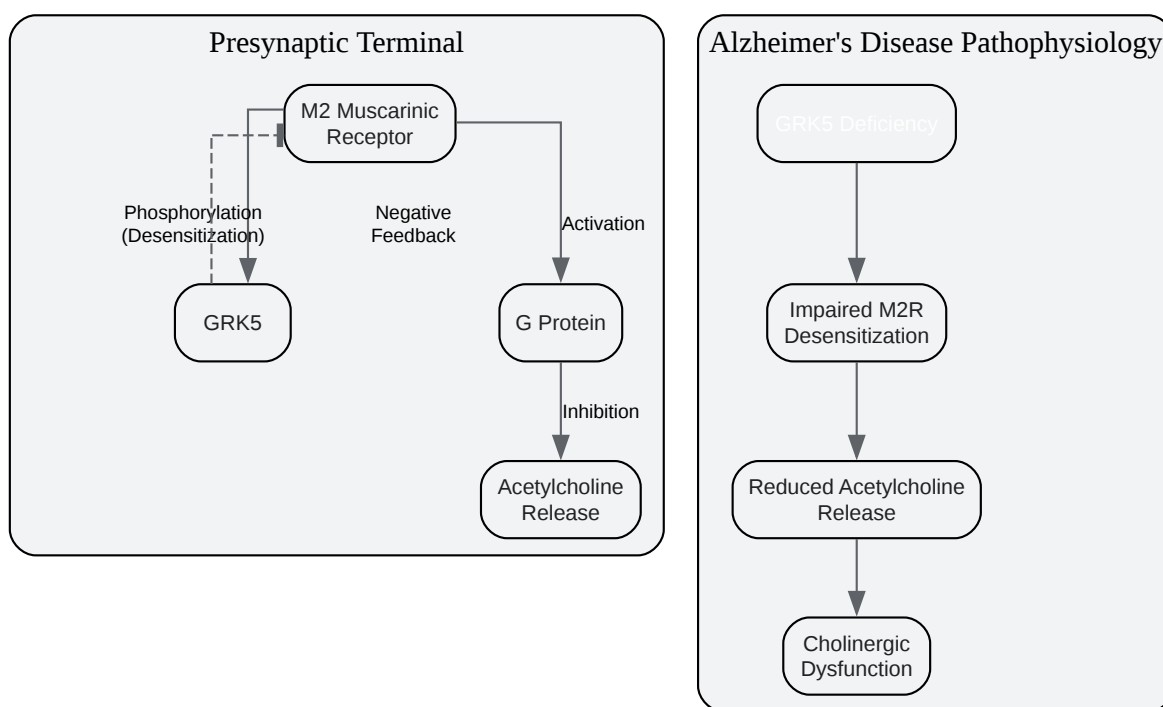 Presynaptic Terminal
M2 Muscarinic
Receptor
Phosphorylation
(Desensitization)
Negative
Feedback
Activation
GRK5
G Protein
Inhibition
Acetylcholine
Release
Alzheimer's Disease Pathophysiology
GRK5 Deficiency
Impaired M2R
Desensitization
Reduced Acetylcholine
Release
Cholinergic
Dysfunction